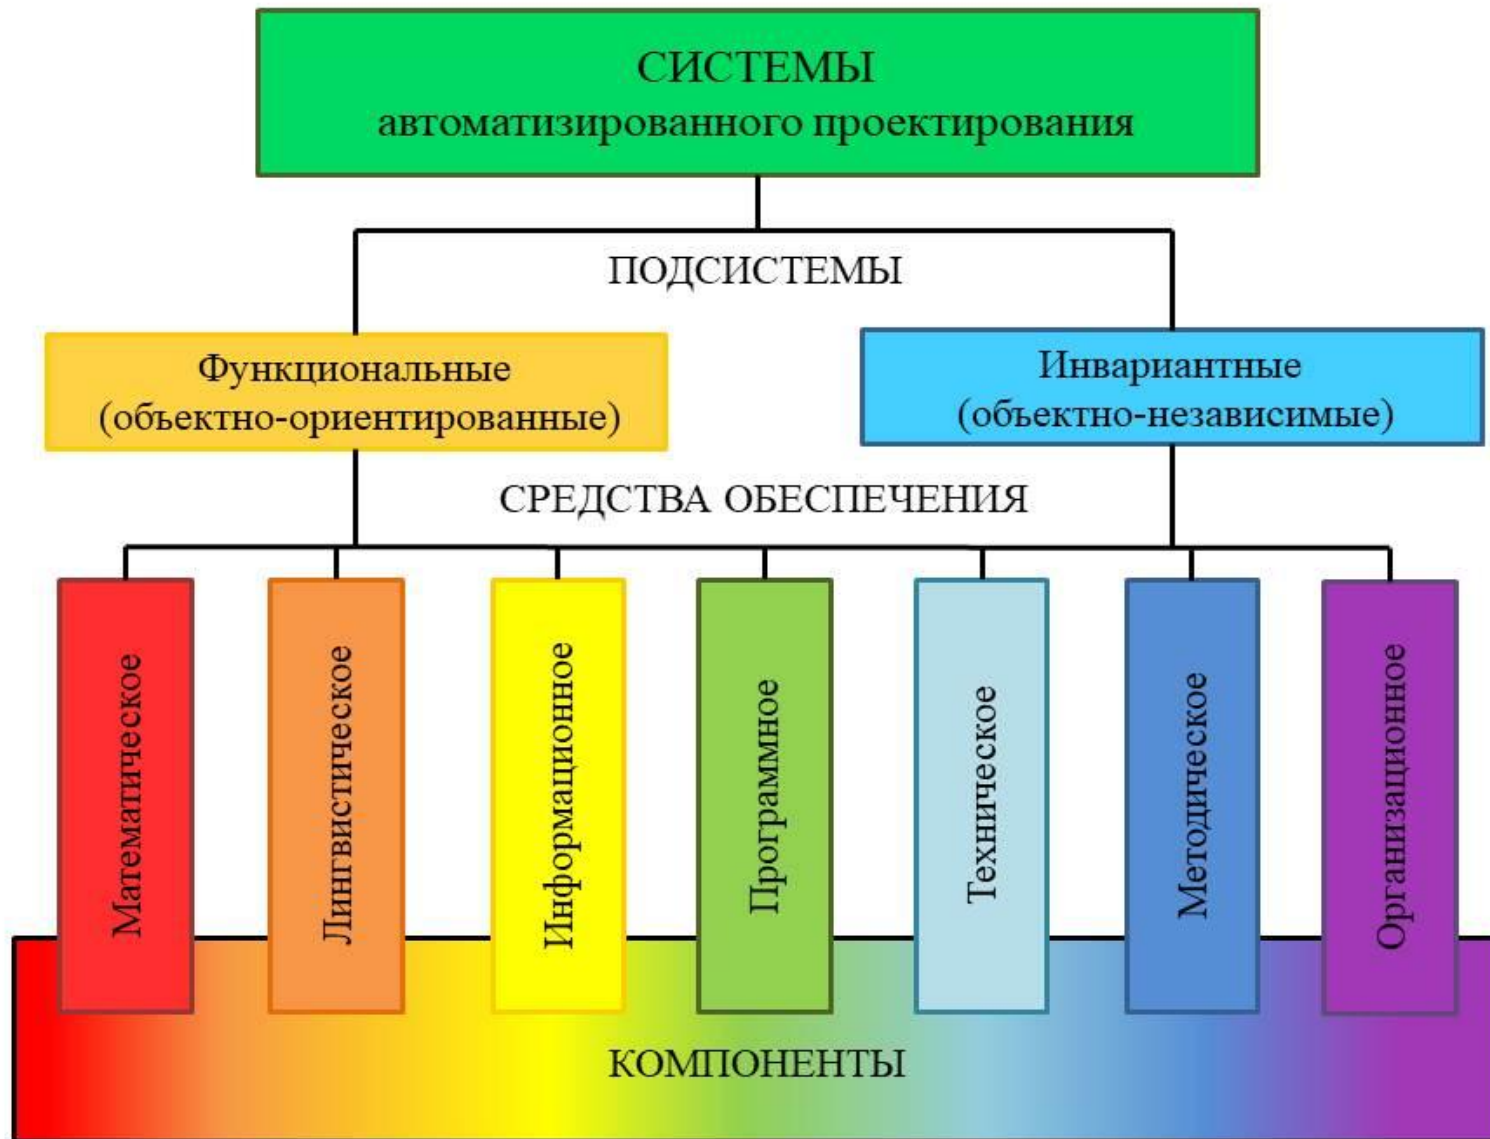 СИСТЕМЫ
автоматизированного проектирования
ПОДСИСТЕМЫ
Функциональные
(объектно-ориентированные)
Инвариантные
(объектно-независимые)
СРЕДСТВА ОБЕСПЕЧЕНИЯ
Математическое
Лингвистическое
Информационное
Программное
Техническое
Методическое
Организационное
КОМПОНЕНТЫ